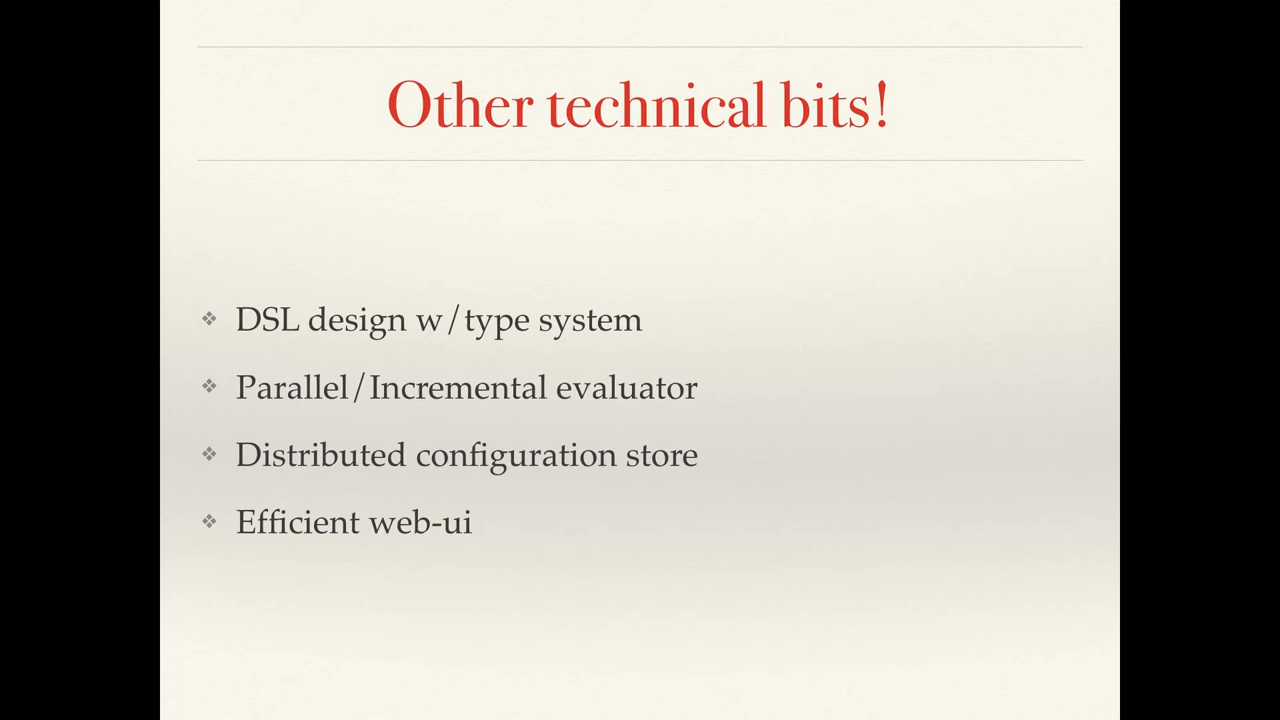 Other technical bits!
❖ DSL design w/type system
❖ Parallel/Incremental evaluator
❖ Distributed configuration store
❖ Efficient web-ui